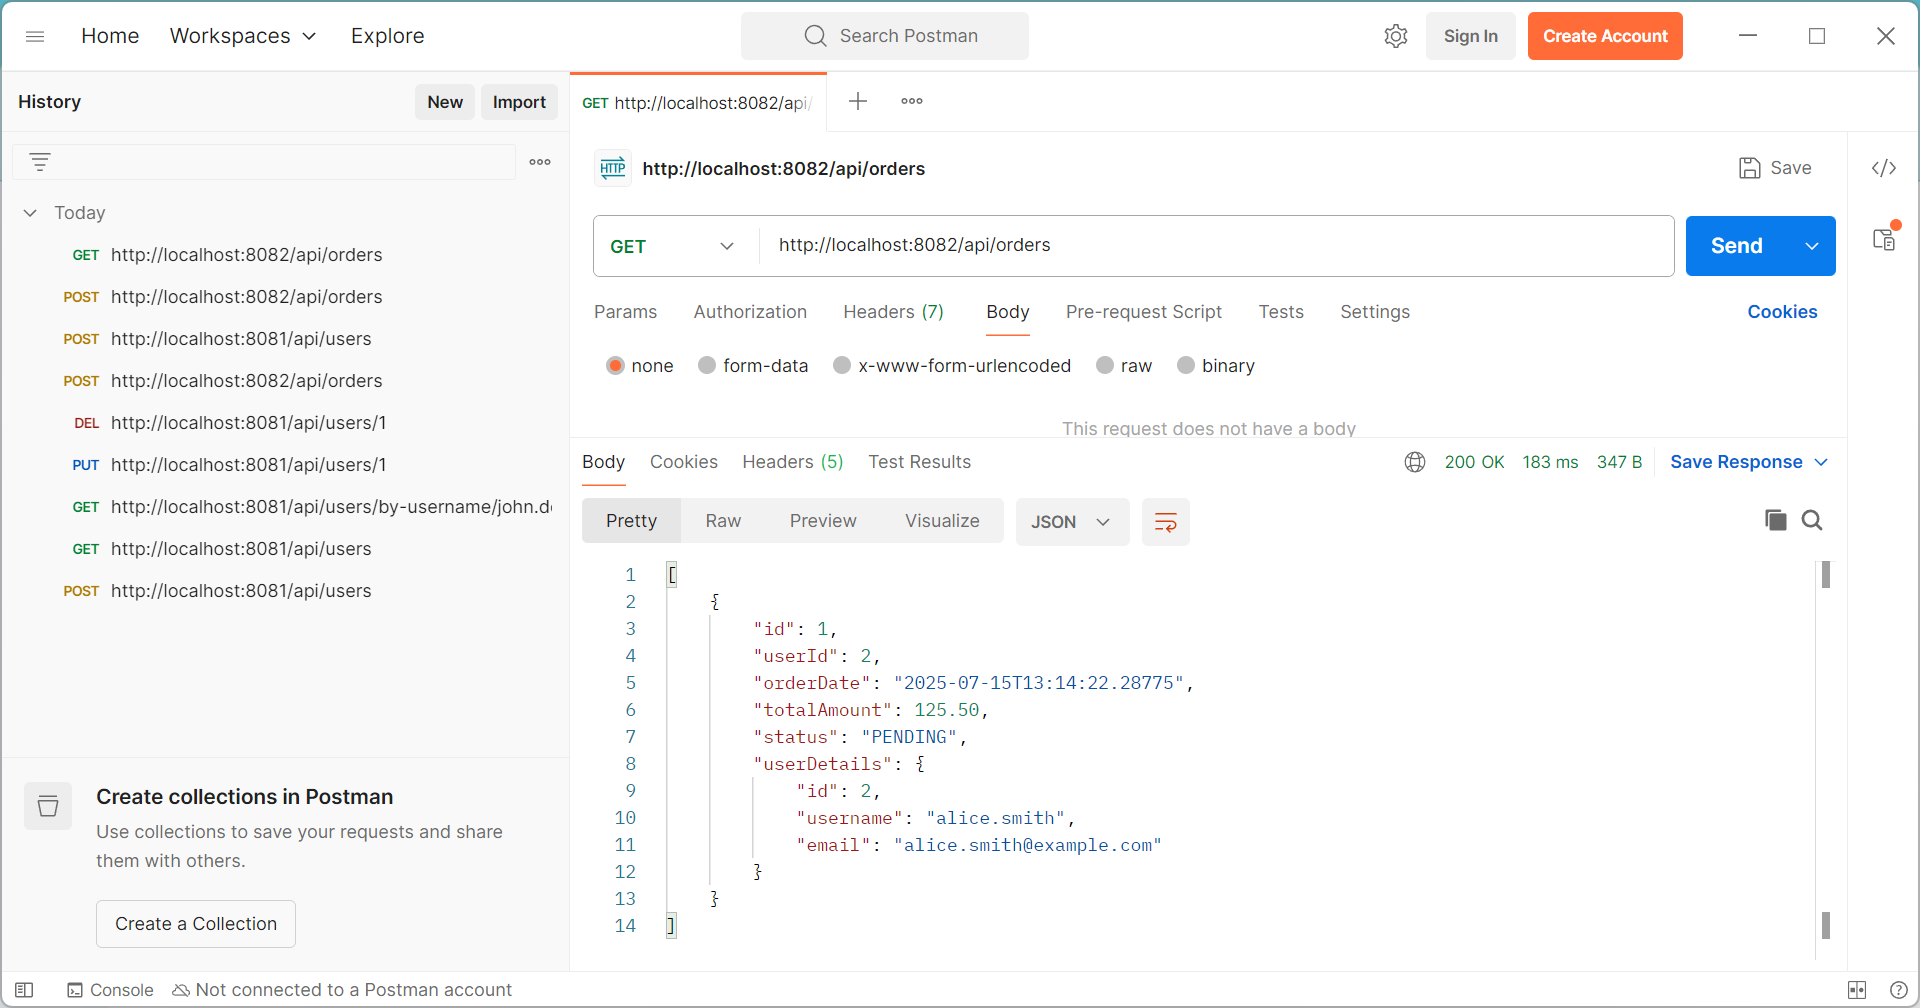 Home Workspaces Explore Search Postman Sign In Create Account
History New Import
GET http://localhost:8082/api/
HTTP http://localhost:8082/api/orders Save </>
Today
GET http://localhost:8082/api/orders
POST http://localhost:8082/api/orders
POST http://localhost:8081/api/users
POST http://localhost:8082/api/orders
DEL http://localhost:8081/api/users/1
PUT http://localhost:8081/api/users/1
GET http://localhost:8081/api/users/by-username/john.d
GET http://localhost:8081/api/users
POST http://localhost:8081/api/users
Create collections in Postman
Use collections to save your requests and share
them with others.
Create a Collection
GET http://localhost:8082/api/orders Send
Params Authorization Headers (7) Body Pre-request Script Tests Settings Cookies
none form-data x-www-form-urlencoded raw binary
This request does not have a body
Body Cookies Headers (5) Test Results 200 OK 183 ms 347 B Save Response
Pretty Raw Preview Visualize JSON
1 [
2 {
3 "id": 1,
4 "userId": 2,
5 "orderDate": "2025-07-15T13:14:22.28775",
6 "totalAmount": 125.50,
7 "status": "PENDING",
8 "userDetails": {
9 "id": 2,
10 "username": "alice.smith",
11 "email": "alice.smith@example.com"
12 }
13 }
14 ]
Console Not connected to a Postman account